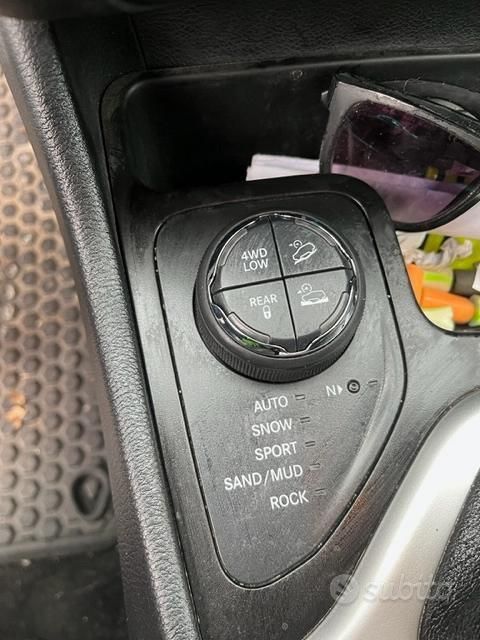 4WD
LOW
REAR
AUTO
N
SNOW
SPORT
SAND/MUD
ROCK
subito